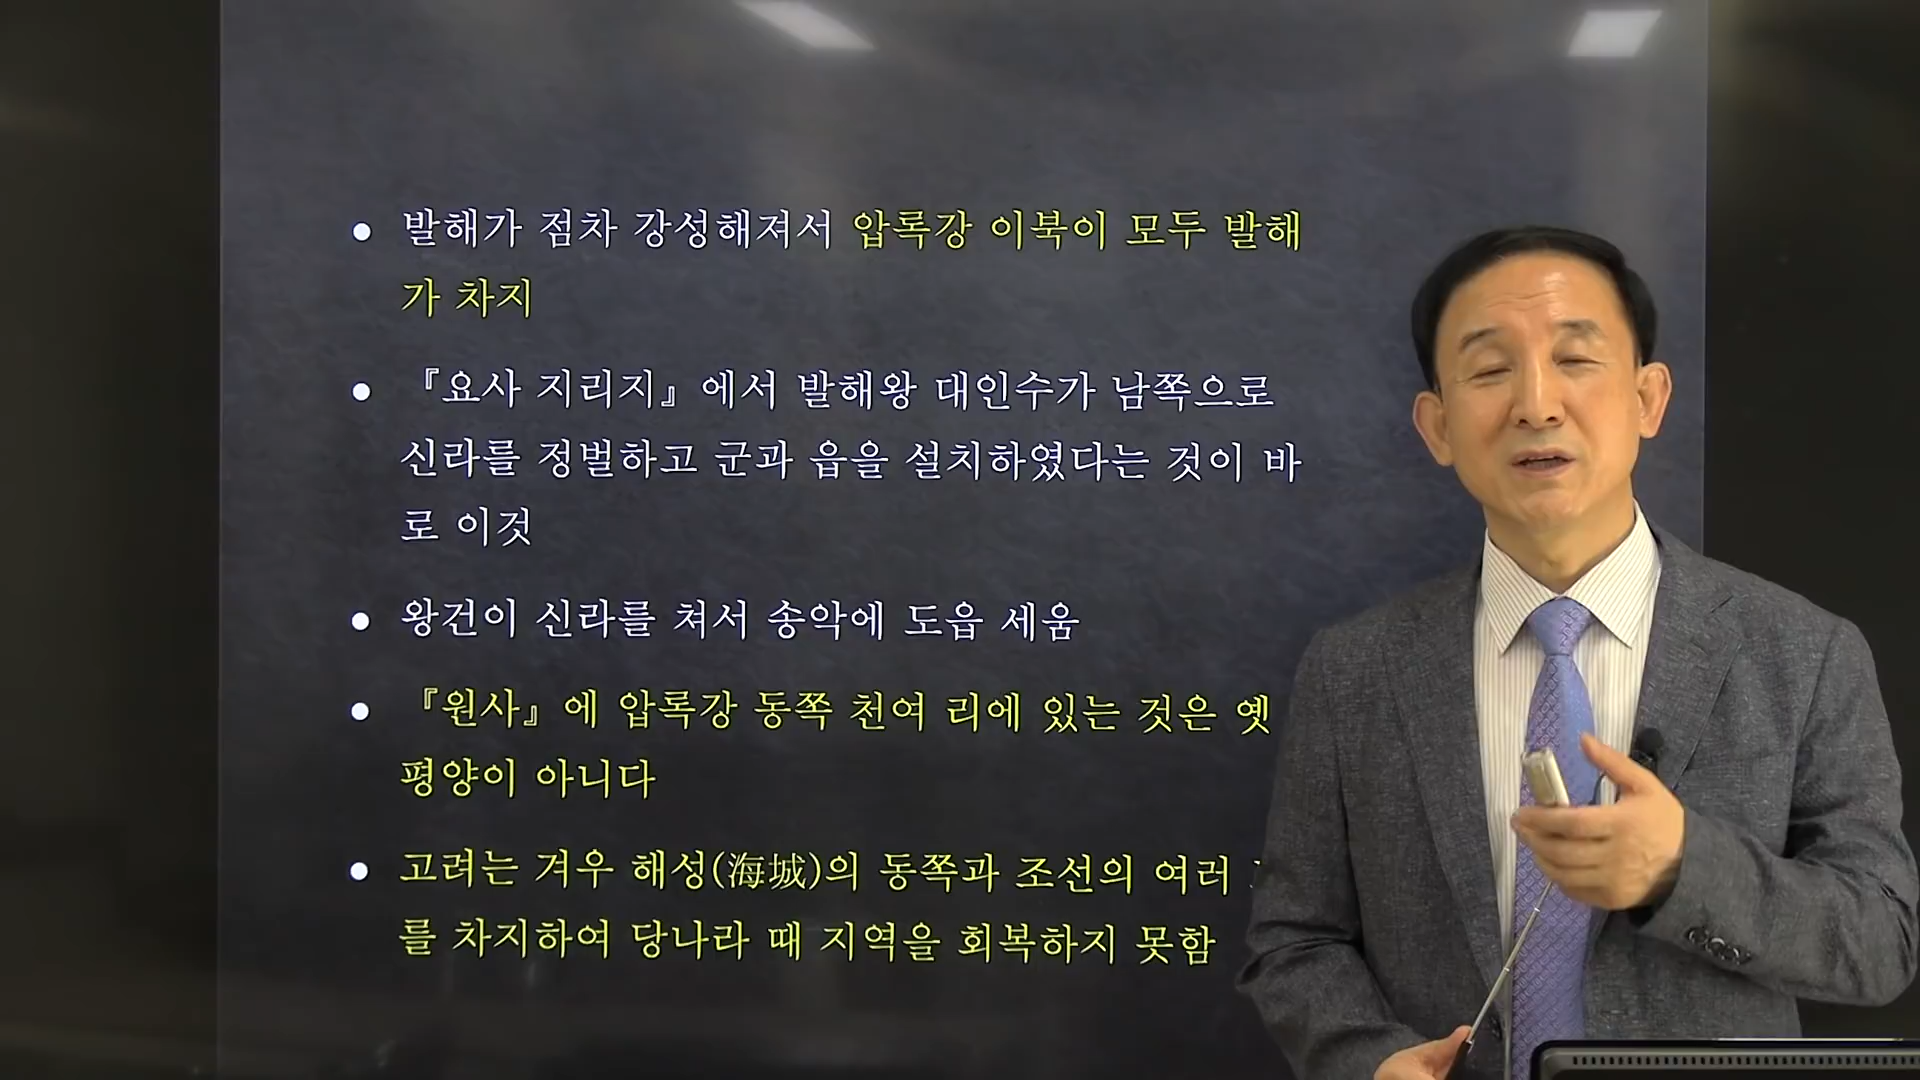 발해가 점차 강성해져서 압록강 이북이 모두 발해
가 차지
『요사 지리지』에서 발해왕 대인수가 남쪽으로
신라를 정벌하고 군과 읍을 설치하였다는 것이 바
로 이것
왕건이 신라를 쳐서 송악에 도읍 세움
『원사』에 압록강 동쪽 천여 리에 있는 것은 옛
평양이 아니다
고려는 겨우 해성(海城)의 동쪽과 조선의 여러
를 차지하여 당나라 때 지역을 회복하지 못함